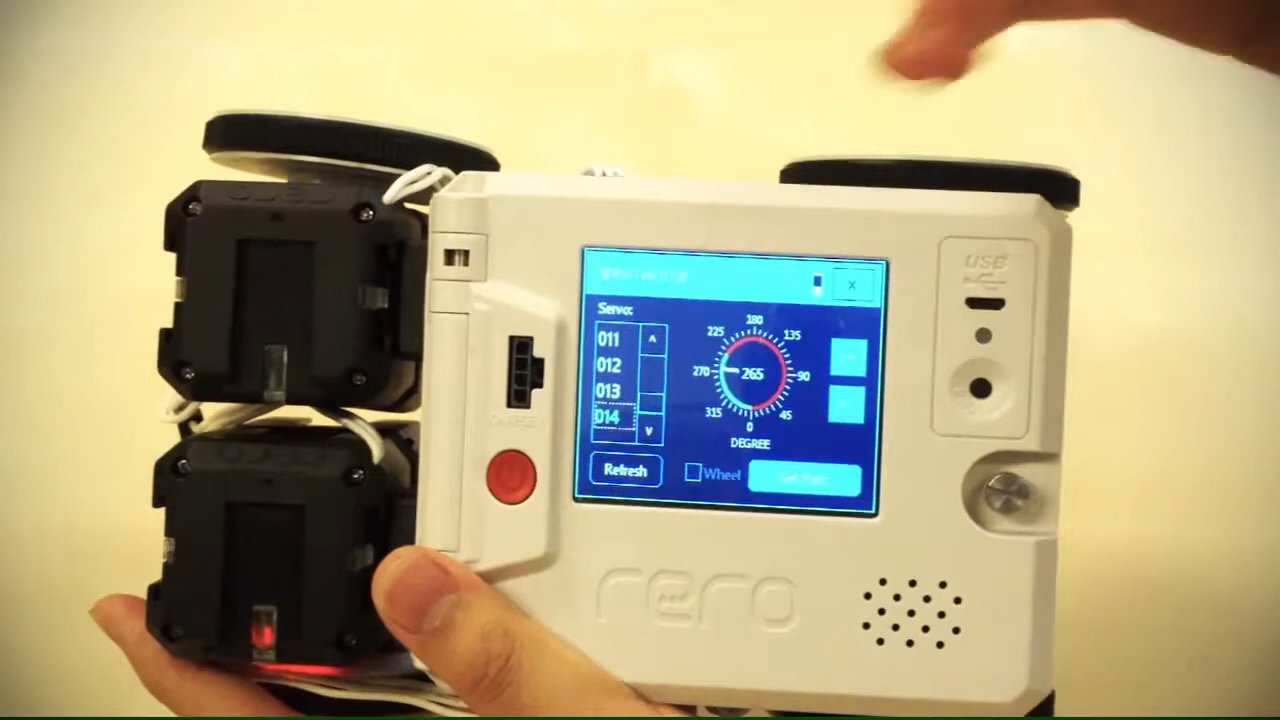 USB
Servo:
011
012
013
014
180
225
135
270
265
90
315
45
0
DEGREE
Refresh
Wheel
CHARGE
rero